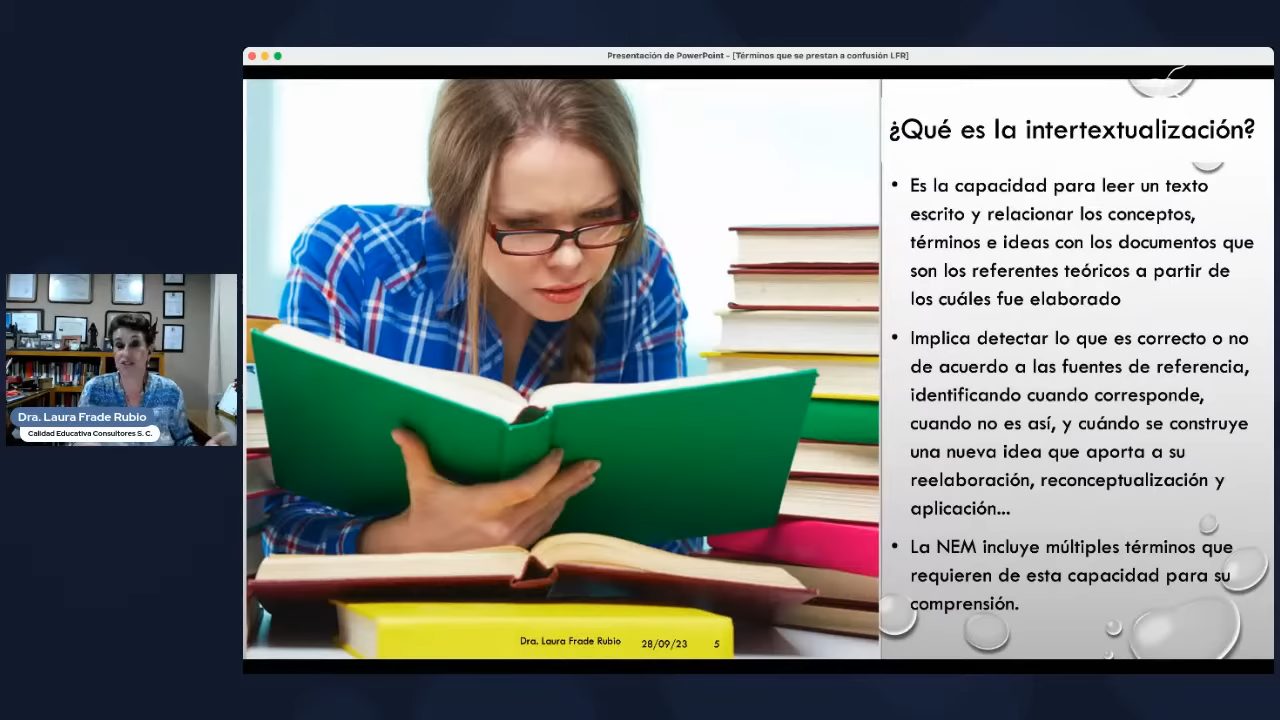 Presentación de PowerPoint - [Términos que se prestan a confusión LFR]
¿Qué es la intertextualización?
• Es la capacidad para leer un texto
escrito y relacionar los conceptos,
términos e ideas con los documentos que
son los referentes teóricos a partir de
los cuáles fue elaborado
• Implica detectar lo que es correcto o no
de acuerdo a las fuentes de referencia,
identificando cuando corresponde,
cuando no es así, y cuándo se construye
una nueva idea que aporta a su
reelaboración, reconceptualización y
aplicación...
• La NEM incluye múltiples términos que
requieren de esta capacidad para su
comprensión.
Dra. Laura Frade Rubio 28/09/23 5
Dra. Laura Frade Rubio
Calidad Educativa Consultores S. C.